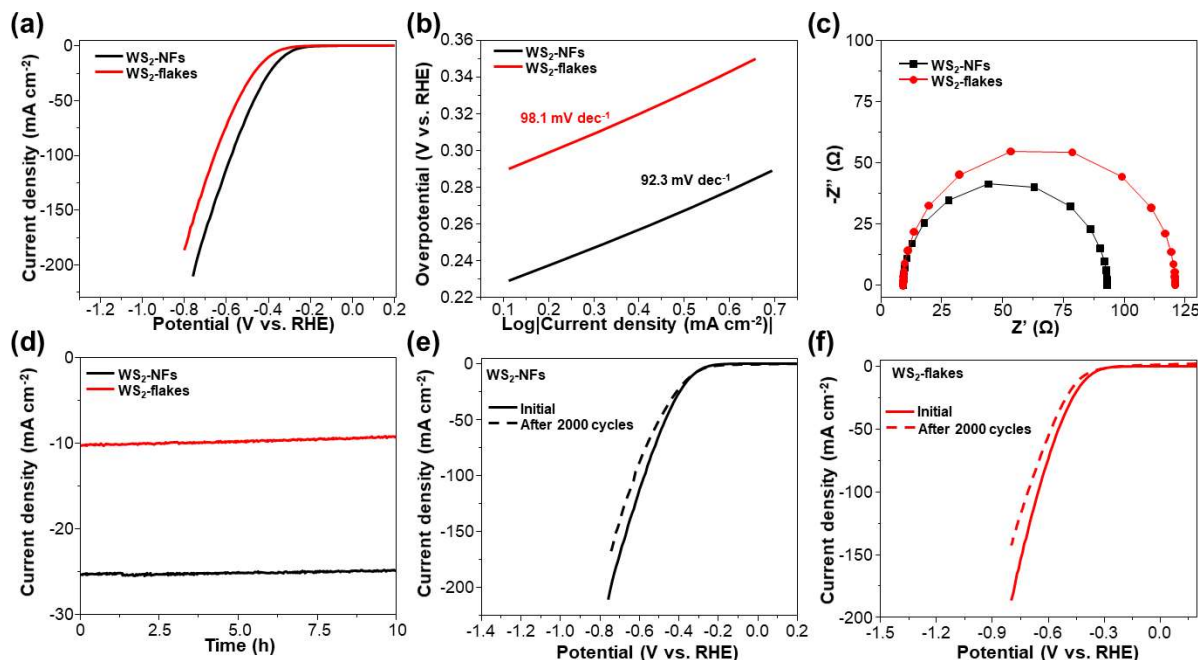 (a)
WS₂-NFs
WS₂-flakes
Current density (mA cm⁻²)
0
-50
-100
-150
-200
-1.2 -1.0 -0.8 -0.6 -0.4 -0.2 0.0 0.2
Potential (V vs. RHE)
(b)
WS₂-NFs
WS₂-flakes
98.1 mV dec⁻¹
92.3 mV dec⁻¹
Overpotential (V vs. RHE)
0.36
0.34
0.32
0.30
0.28
0.26
0.24
0.22
0.1 0.2 0.3 0.4 0.5 0.6 0.7
Log|Current density (mA cm⁻²)|
(c)
WS₂-NFs
WS₂-flakes
-Z'' (Ω)
100
75
50
25
0
0 25 50 75 100 125
Z' (Ω)
(d)
WS₂-NFs
WS₂-flakes
Current density (mA cm⁻²)
0
-10
-20
-30
0 2.5 5.0 7.5 10
Time (h)
(e)
WS₂-NFs
Initial
After 2000 cycles
Current density (mA cm⁻²)
0
-50
-100
-150
-200
-1.4 -1.2 -1.0 -0.8 -0.6 -0.4 -0.2 0.0 0.2
Potential (V vs. RHE)
(f)
WS₂-flakes
Initial
After 2000 cycles
Current density (mA cm⁻²)
0
-50
-100
-150
-200
-1.5 -1.2 -0.9 -0.6 -0.3 0.0
Potential (V vs. RHE)